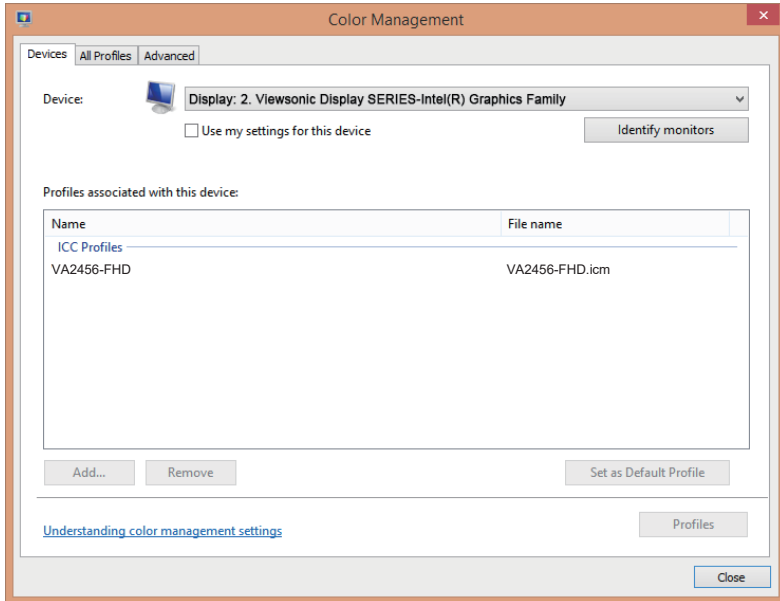 Color Management
Devices All Profiles Advanced
Device: Display: 2. Viewsonic Display SERIES-Intel(R) Graphics Family
Use my settings for this device Identify monitors
Profiles associated with this device:
Name File name
ICC Profiles
VA2456-FHD VA2456-FHD.icm
Add... Remove Set as Default Profile
Understanding color management settings Profiles
Close